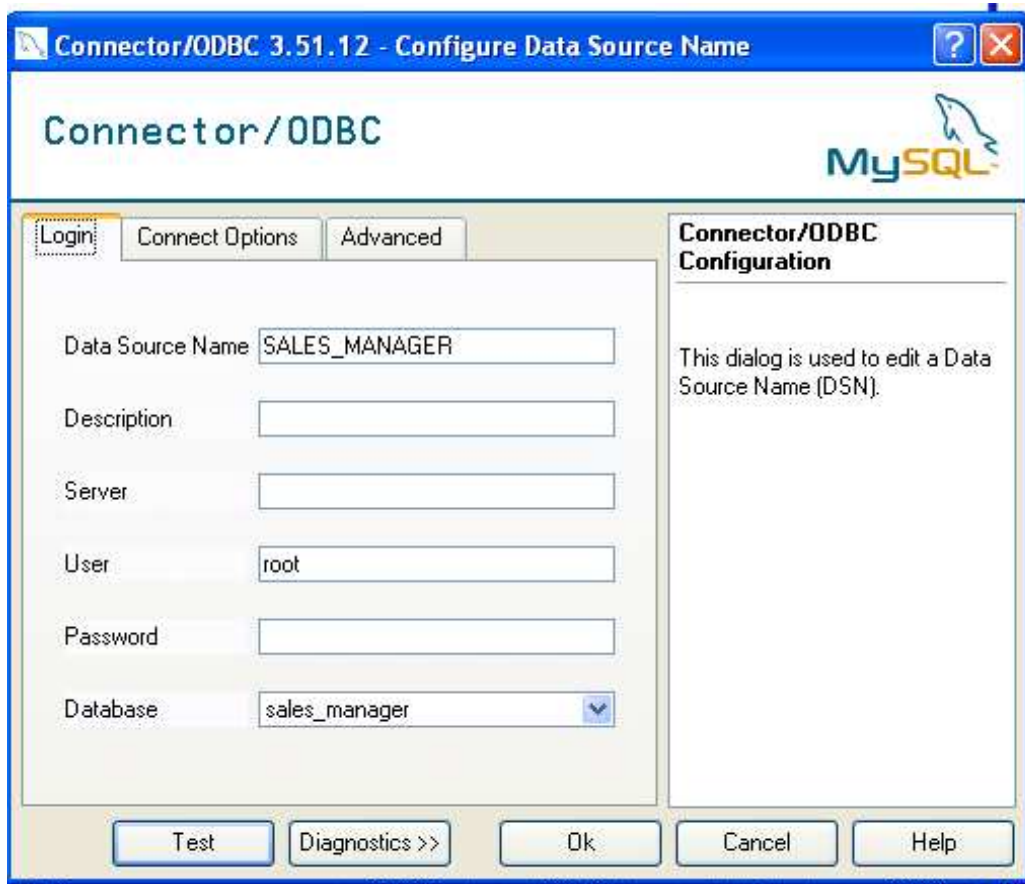 Connector/ODBC 3.51.12 - Configure Data Source Name
Connector/ODBC
MySQL
Login
Connect Options
Advanced
Connector/ODBC
Configuration
Data Source Name
SALES_MANAGER
This dialog is used to edit a Data
Source Name (DSN).
Description
Server
User
root
Password
Database
sales_manager
Test
Diagnostics >>
Ok
Cancel
Help